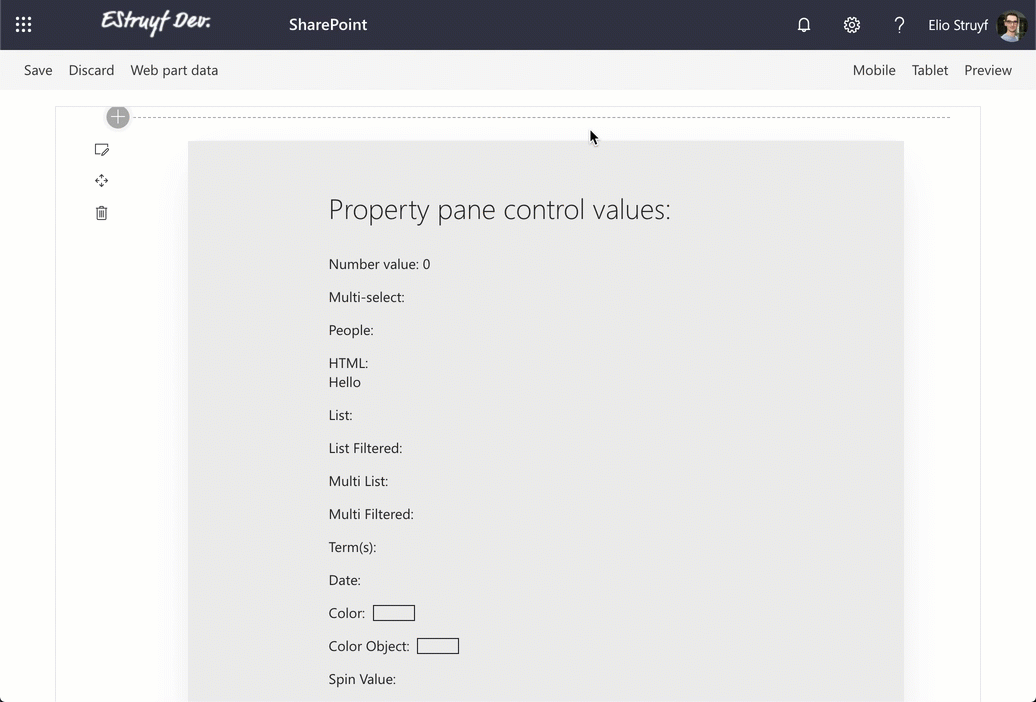 EStruyf Dev.
SharePoint
?
Elio Struyf
Save Discard Web part data
Mobile Tablet Preview
Property pane control values:
Number value: 0
Multi-select:
People:
HTML:
Hello
List:
List Filtered:
Multi List:
Multi Filtered:
Term(s):
Date:
Color:
Color Object:
Spin Value: